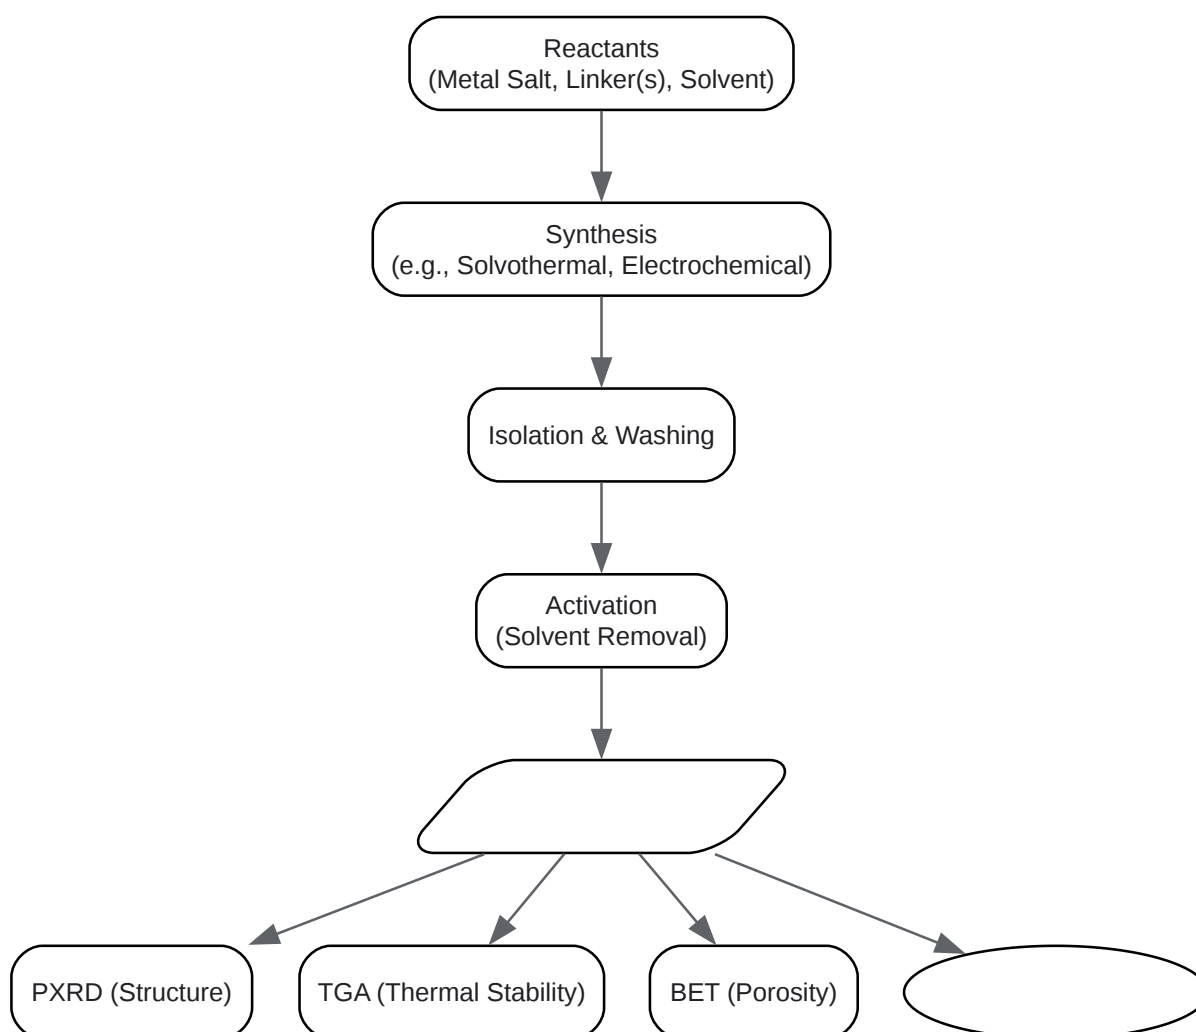 Reactants
(Metal Salt, Linker(s), Solvent)
Synthesis
(e.g., Solvothermal, Electrochemical)
Isolation & Washing
Activation
(Solvent Removal)
PXRD (Structure)
TGA (Thermal Stability)
BET (Porosity)